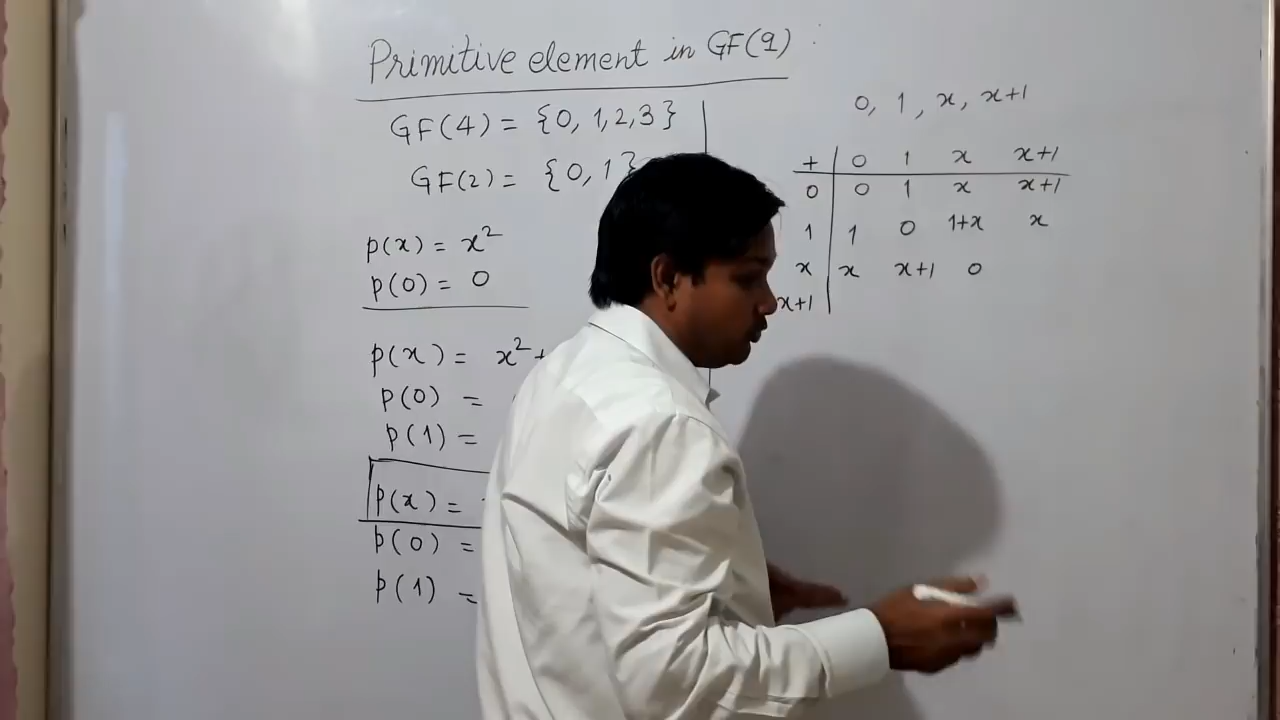 Primitive element in GF(q) :
GF(4) = {0, 1, 2, 3}
GF(2) = {0, 1}
p(x) = x²
p(0) = 0
p(x) = x² +
p(0) =
p(1) =
p(x) =
p(0) =
p(1) =
0, 1, x, x+1
+ 0 1 x x+1
0 0 1 x x+1
1 1 0 1+x x
x x x+1 0
x+1